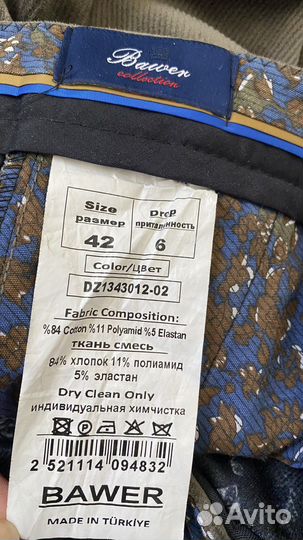 Bawer
collection
Size Drop
размер приталенность
42 6
Color/Цвет
DZ1343012-02
Fabric Composition:
%84 Cotton %11 Polyamid %5 Elastan
ткань смесь
84% хлопок 11% полиамид
5% эластан
Dry Clean Only
индивидуальная химчистка
2 521114 094832
BAWER
MADE IN TÜRKİYE
Avito